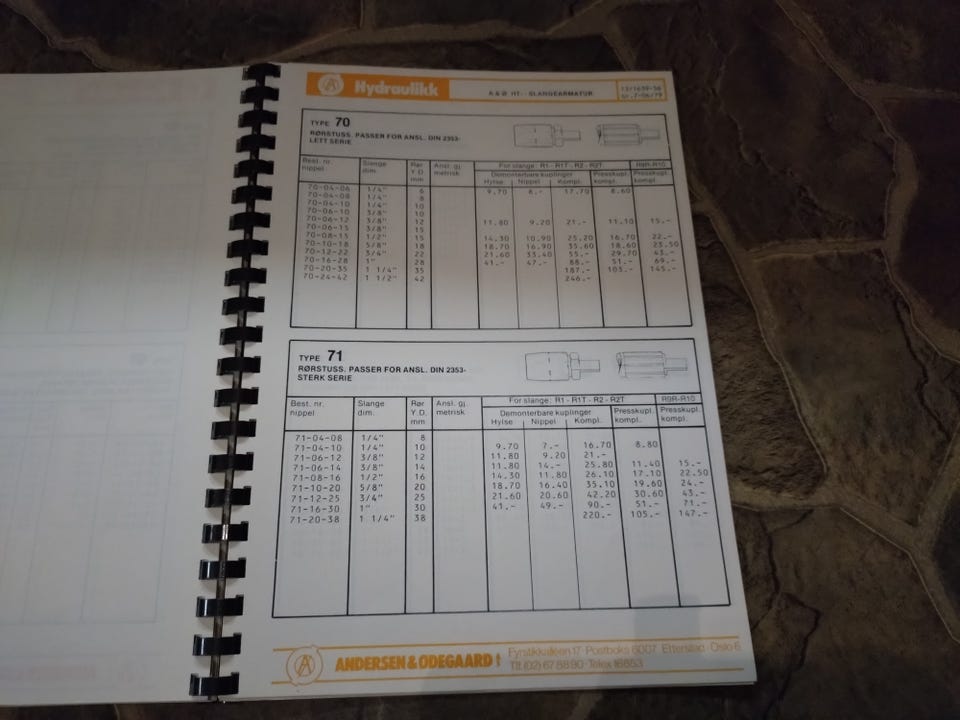 Hydraulikk
A & Ø HT- - SLANGEARMATUR
13/1639-56
nr. 7-06/79
TYPE 70
RØRSTUSS. PASSER FOR ANSL. DIN 2353-
LETT SERIE
Best. nr. nippel Slange dim. Rør Y.D. mm Ansl. gj. metrisk For slange: R1 - R1T - R2 - R2T R9R-R10
Demonterbare kuplinger Presskupl. kompl. Presskupl. kompl.
Hylse Nippel Kompl.
70-04-06 1/4" 6 9.70 6.- 17.70 8.60
70-04-08 1/4" 8
70-04-10 1/4" 10
70-06-10 3/8" 10
70-06-12 3/8" 12 11.80 9.20 21.- 11.10 15.-
70-06-15 3/8" 15
70-08-15 1/2" 15 14.30 10.90 25.20 16.70 22.-
70-10-18 5/8" 18 18.70 16.90 35.60 18.60 23.50
70-12-22 3/4" 22 21.60 33.40 55.- 29.70 43.-
70-16-28 1" 28 41.- 47.- 88.- 51.- 69.-
70-20-35 1 1/4" 35 187.- 103.- 145.-
70-24-42 1 1/2" 42 246.-
TYPE 71
RØRSTUSS. PASSER FOR ANSL. DIN 2353-
STERK SERIE
Best. nr. nippel Slange dim. Rør Y.D. mm Ansl. gj. metrisk For slange: R1 - R1T - R2 - R2T R9R-R10
Demonterbare kuplinger Presskupl. kompl. Presskupl. kompl.
Hylse Nippel Kompl.
71-04-08 1/4" 8
71-04-10 1/4" 10 9.70 7.- 16.70 8.80
71-06-12 3/8" 12 11.80 9.20 21.-
71-06-14 3/8" 14 11.80 14.- 25.80 11.40 15.-
71-08-16 1/2" 16 14.30 11.80 26.10 17.10 22.50
71-10-20 5/8" 20 18.70 16.40 35.10 19.60 24.-
71-12-25 3/4" 25 21.60 20.60 42.20 30.60 43.-
71-16-30 1" 30 41.- 49.- 90.- 51.- 71.-
71-20-38 1 1/4" 38 220.- 105.- 147.-
ANDERSEN & ØDEGAARD
Fyrstikkalleen 17 Postboks 6007 Etterstad Oslo 6
Tlf. (02) 67 88 90 Telex 16853